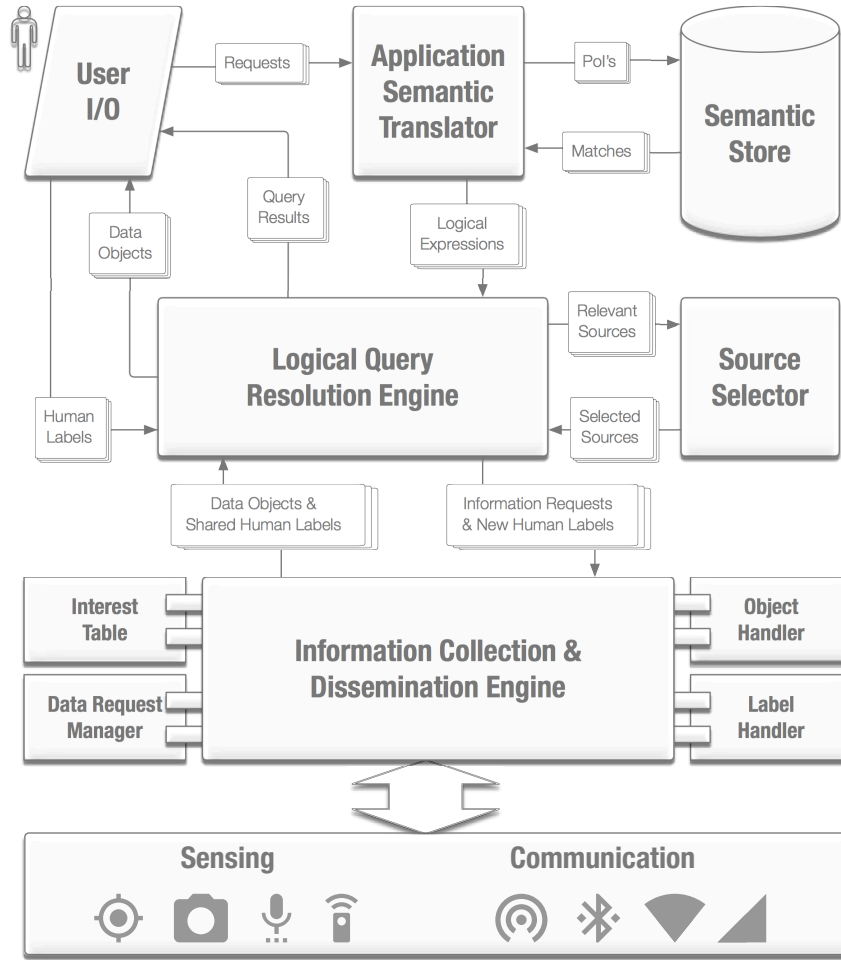 User
I/O
Requests
Application
Semantic
Translator
PoI's
Matches
Semantic
Store
Data
Objects
Query
Results
Logical
Expressions
Logical Query
Resolution Engine
Relevant
Sources
Source
Selector
Human
Labels
Selected
Sources
Data Objects &
Shared Human Labels
Information Requests
& New Human Labels
Interest
Table
Data Request
Manager
Information Collection &
Dissemination Engine
Object
Handler
Label
Handler
Sensing
Communication